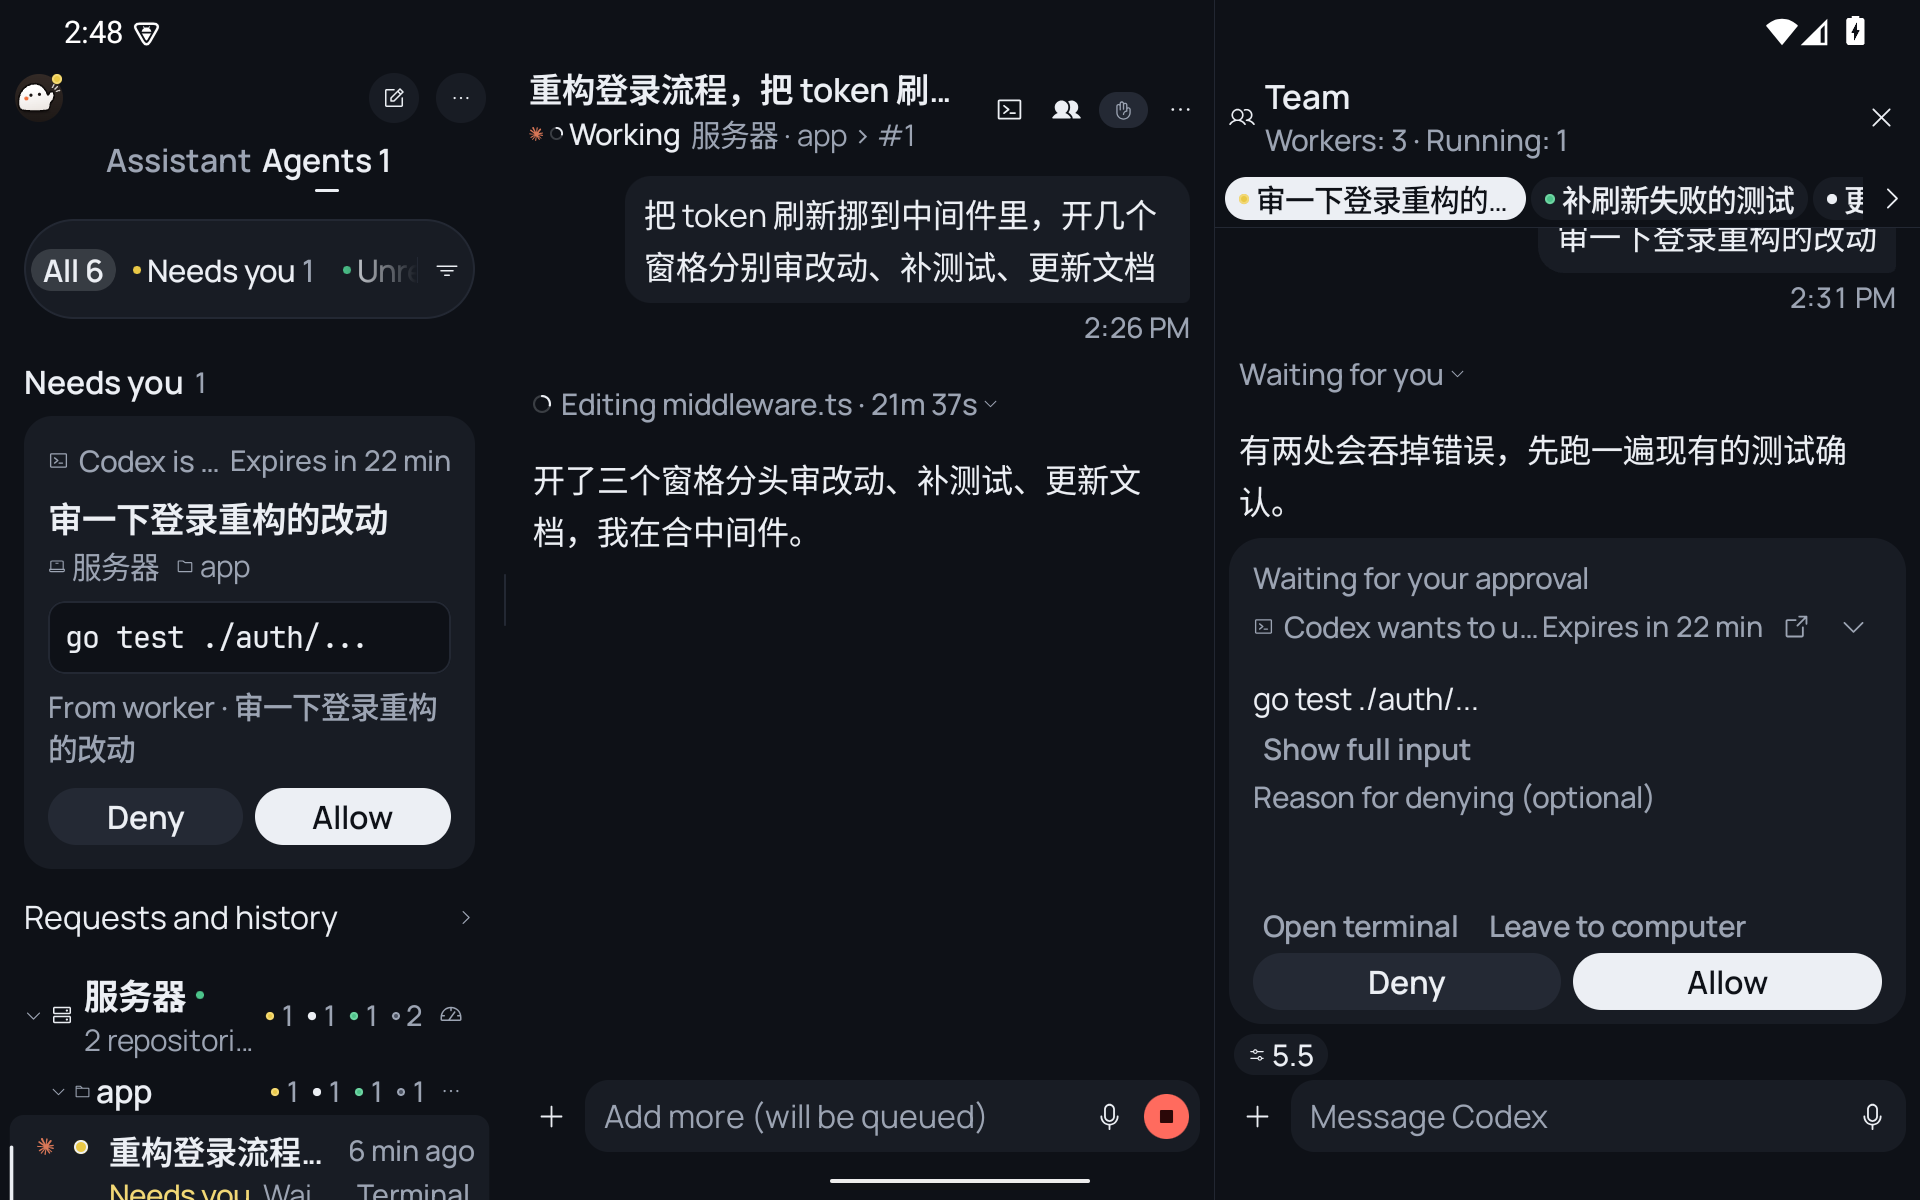 2:48
Assistant Agents 1
All 6 Needs you 1 Unre
Needs you 1
Codex is ... Expires in 22 min
审一下登录重构的改动
服务器 app
go test ./auth/...
From worker · 审一下登录重构
的改动
Deny Allow
Requests and history
服务器 1 1 1 2
2 repositori...
app 1 1 1 1
重构登录流程... 6 min ago
Needs you Wai Terminal
重构登录流程，把 token 刷...
Working 服务器 · app > #1
把 token 刷新挪到中间件里，开几个
窗格分别审改动、补测试、更新文档
2:26 PM
Editing middleware.ts · 21m 37s
开了三个窗格分头审改动、补测试、更新文
档，我在合中间件。
Add more (will be queued)
Team
Workers: 3 · Running: 1
审一下登录重构的... 补刷新失败的测试 更
审一下登录重构的改动
2:31 PM
Waiting for you
有两处会吞掉错误，先跑一遍现有的测试确
认。
Waiting for your approval
Codex wants to u... Expires in 22 min
go test ./auth/...
Show full input
Reason for denying (optional)
Open terminal Leave to computer
Deny Allow
5.5
Message Codex